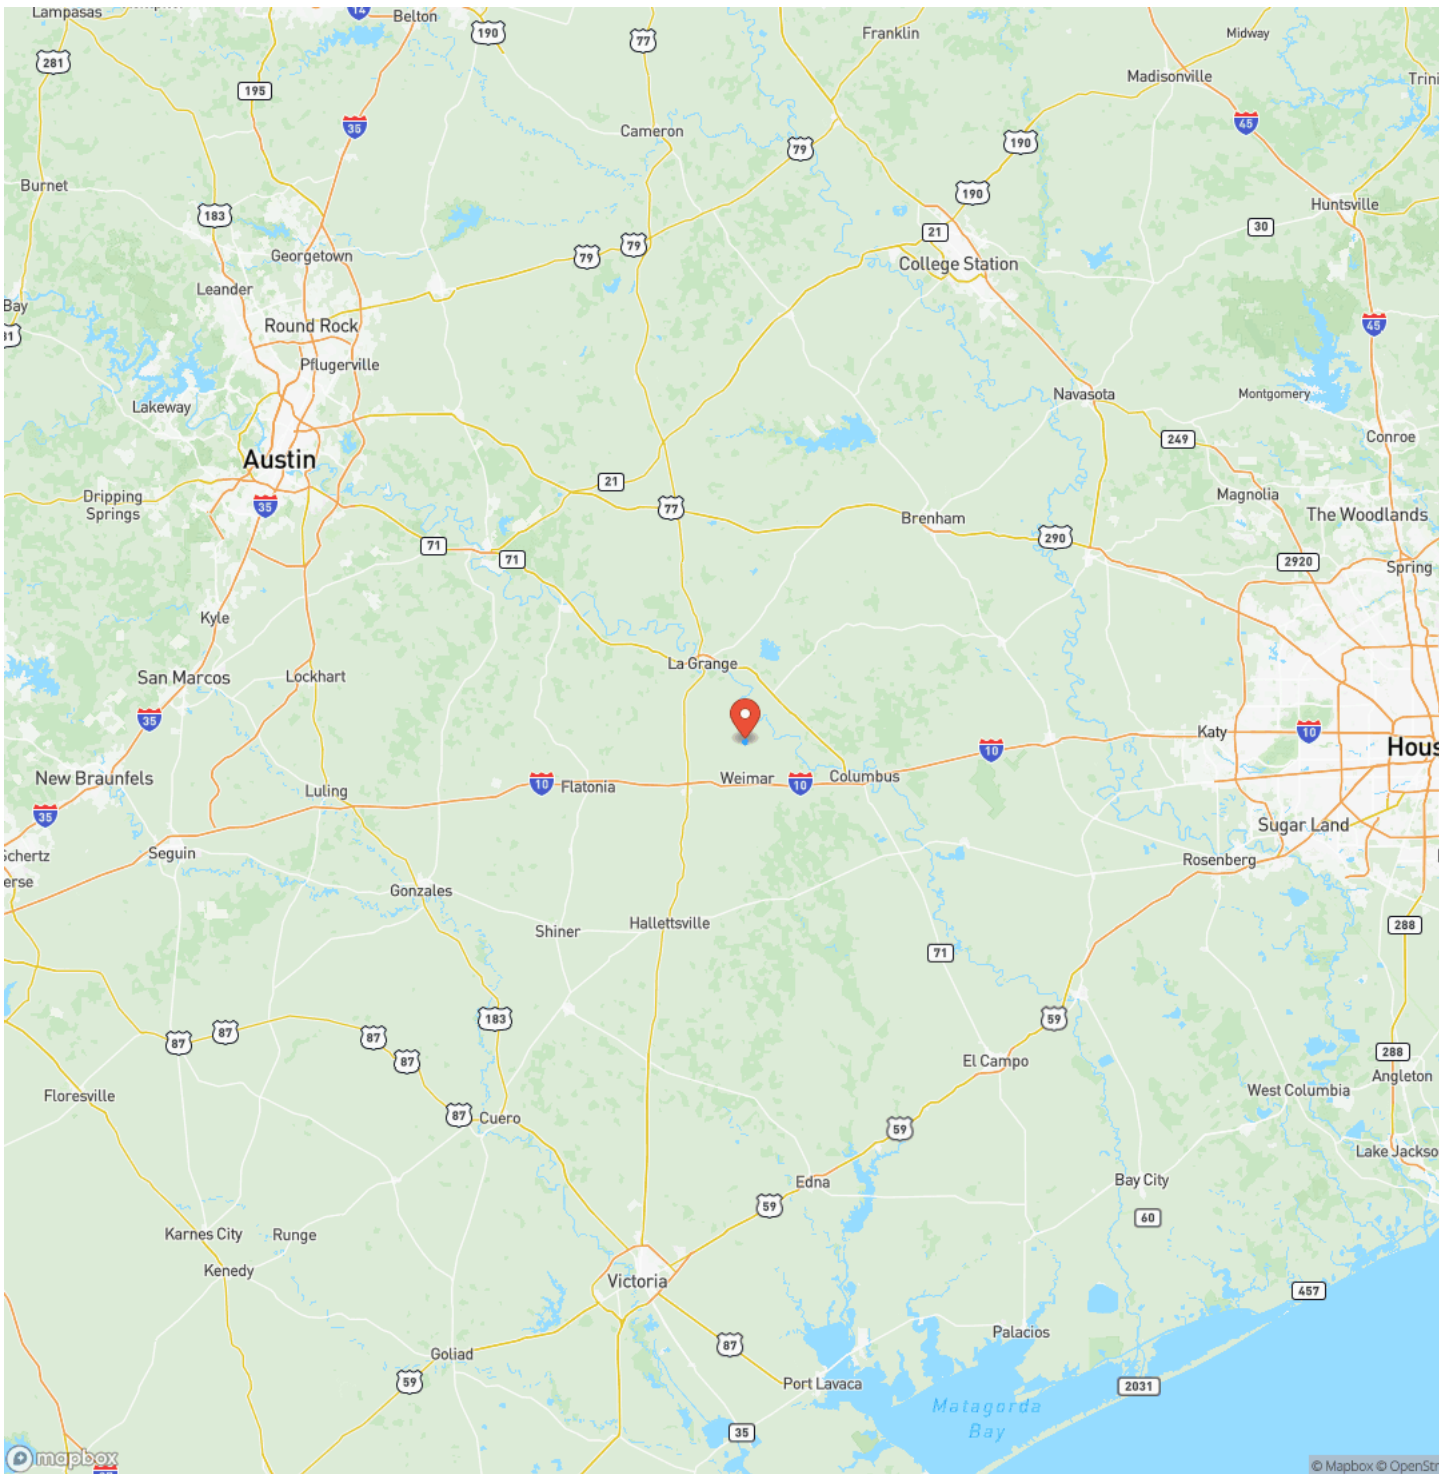 Lampasas
14
Belton
190
77
Franklin
Midway
281
Madisonville
195
35
Cameron
45
79
190
Burnet
183
190
Huntsville
21
30
Georgetown
79
79
College Station
Leander
Bay
Round Rock
45
Pflugerville
Lakeway
Navasota
Montgomery
249
Conroe
Austin
21
Dripping
Springs
35
77
Magnolia
Brenham
The Woodlands
71
71
290
2920
Spring
Kyle
La Grange
San Marcos
Lockhart
35
Katy
10
10
Hous
New Braunfels
Luling
10
Flatonia
Weimar
10
Columbus
35
Sugar Land
Schertz
Seguin
Rosenberg
erse
Gonzales
Shiner
Hallettsville
288
71
183
59
87
87
87
87
El Campo
288
Angleton
Floresville
West Columbia
87
Cuero
59
Lake Jackso
Edna
Bay City
59
60
Karnes City
Runge
Kenedy
Victoria
457
Palacios
87
Goliad
59
Port Lavaca
2031
Matagorda
Bay
35
mapbox
© Mapbox © OpenStr